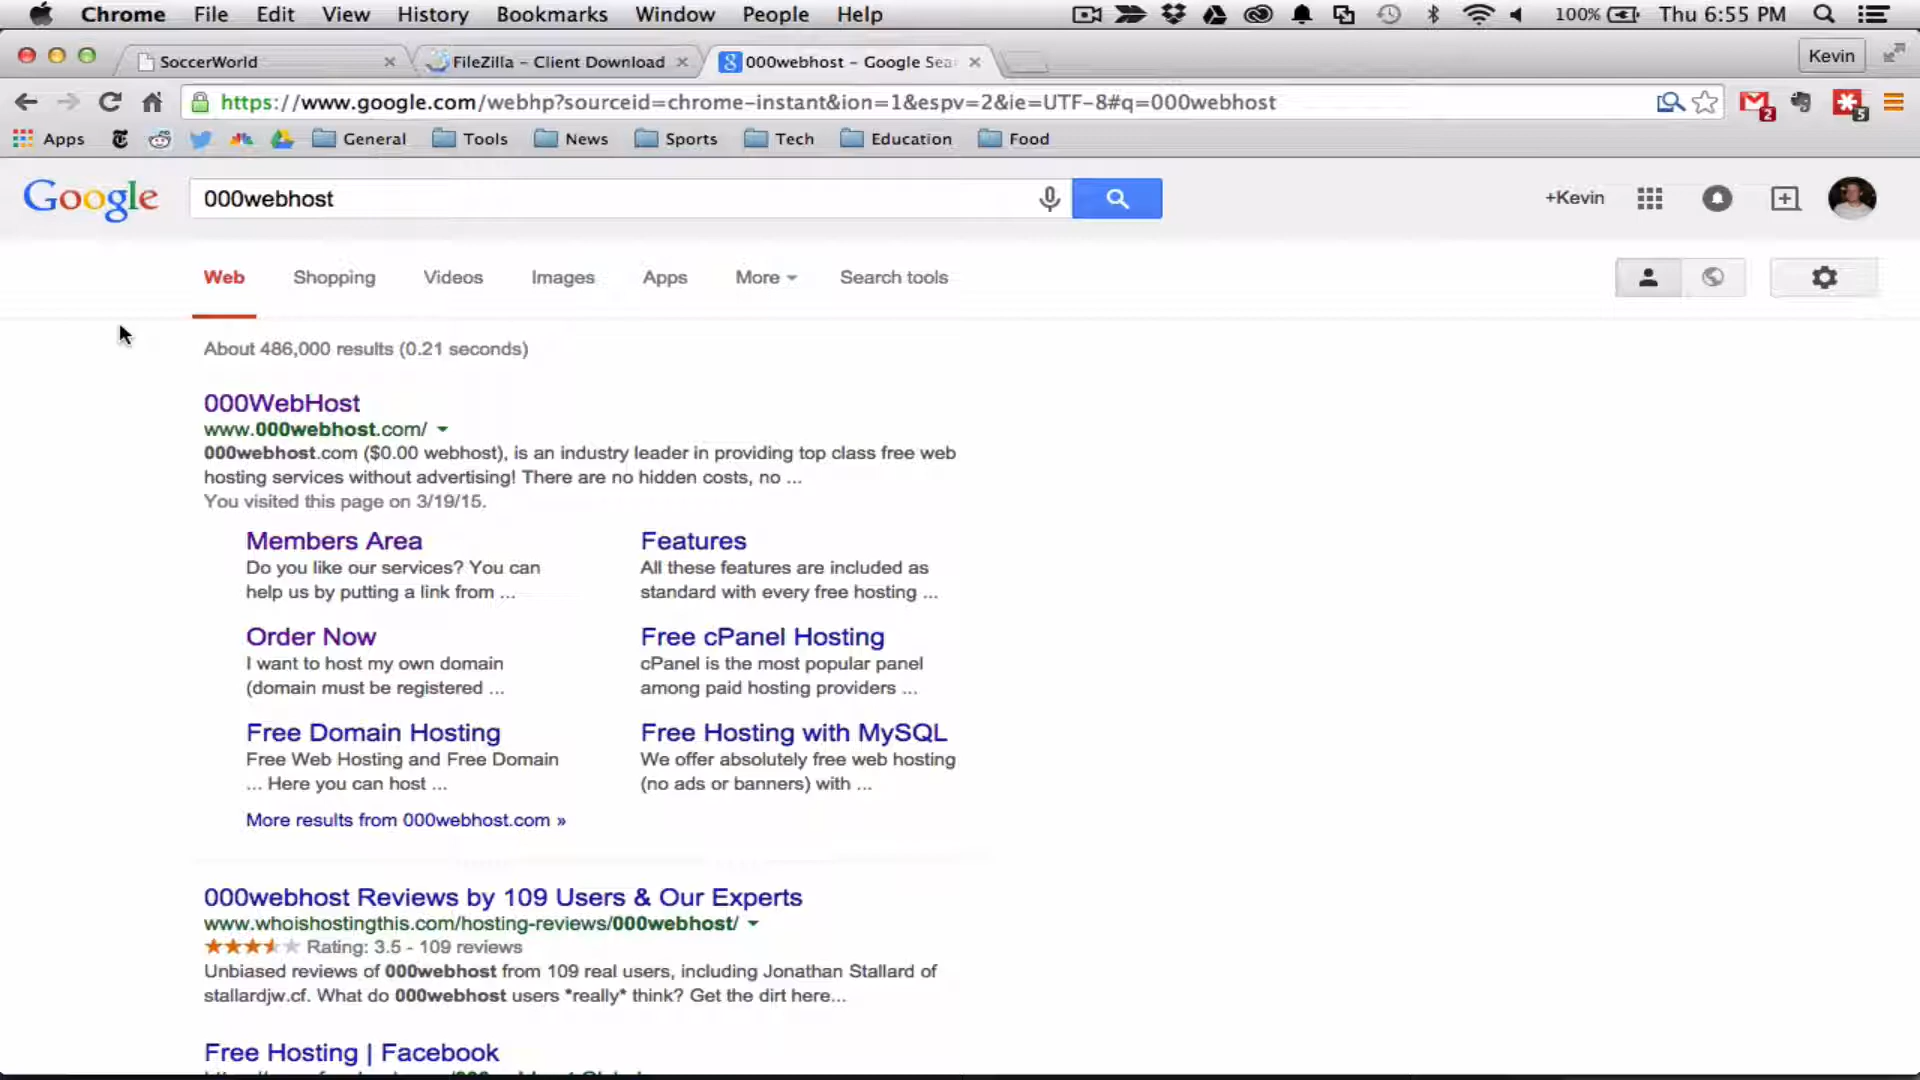 Chrome File Edit View History Bookmarks Window People Help 100% Thu 6:55 PM
SoccerWorld FileZilla - Client Download 000webhost - Google Sea Kevin
https://www.google.com/webhp?sourceid=chrome-instant&ion=1&espv=2&ie=UTF-8#q=000webhost 2 5
Apps General Tools News Sports Tech Education Food
Google 000webhost +Kevin
Web Shopping Videos Images Apps More Search tools
About 486,000 results (0.21 seconds)
000WebHost
www.000webhost.com/
000webhost.com ($0.00 webhost), is an industry leader in providing top class free web
hosting services without advertising! There are no hidden costs, no ...
You visited this page on 3/19/15.
Members Area
Do you like our services? You can
help us by putting a link from ...
Features
All these features are included as
standard with every free hosting ...
Order Now
I want to host my own domain
(domain must be registered ...
Free cPanel Hosting
cPanel is the most popular panel
among paid hosting providers ...
Free Domain Hosting
Free Web Hosting and Free Domain
... Here you can host ...
Free Hosting with MySQL
We offer absolutely free web hosting
(no ads or banners) with ...
More results from 000webhost.com »
000webhost Reviews by 109 Users & Our Experts
www.whoishostingthis.com/hosting-reviews/000webhost/
Rating: 3.5 - 109 reviews
Unbiased reviews of 000webhost from 109 real users, including Jonathan Stallard of
stallardjw.cf. What do 000webhost users *really* think? Get the dirt here...
Free Hosting | Facebook